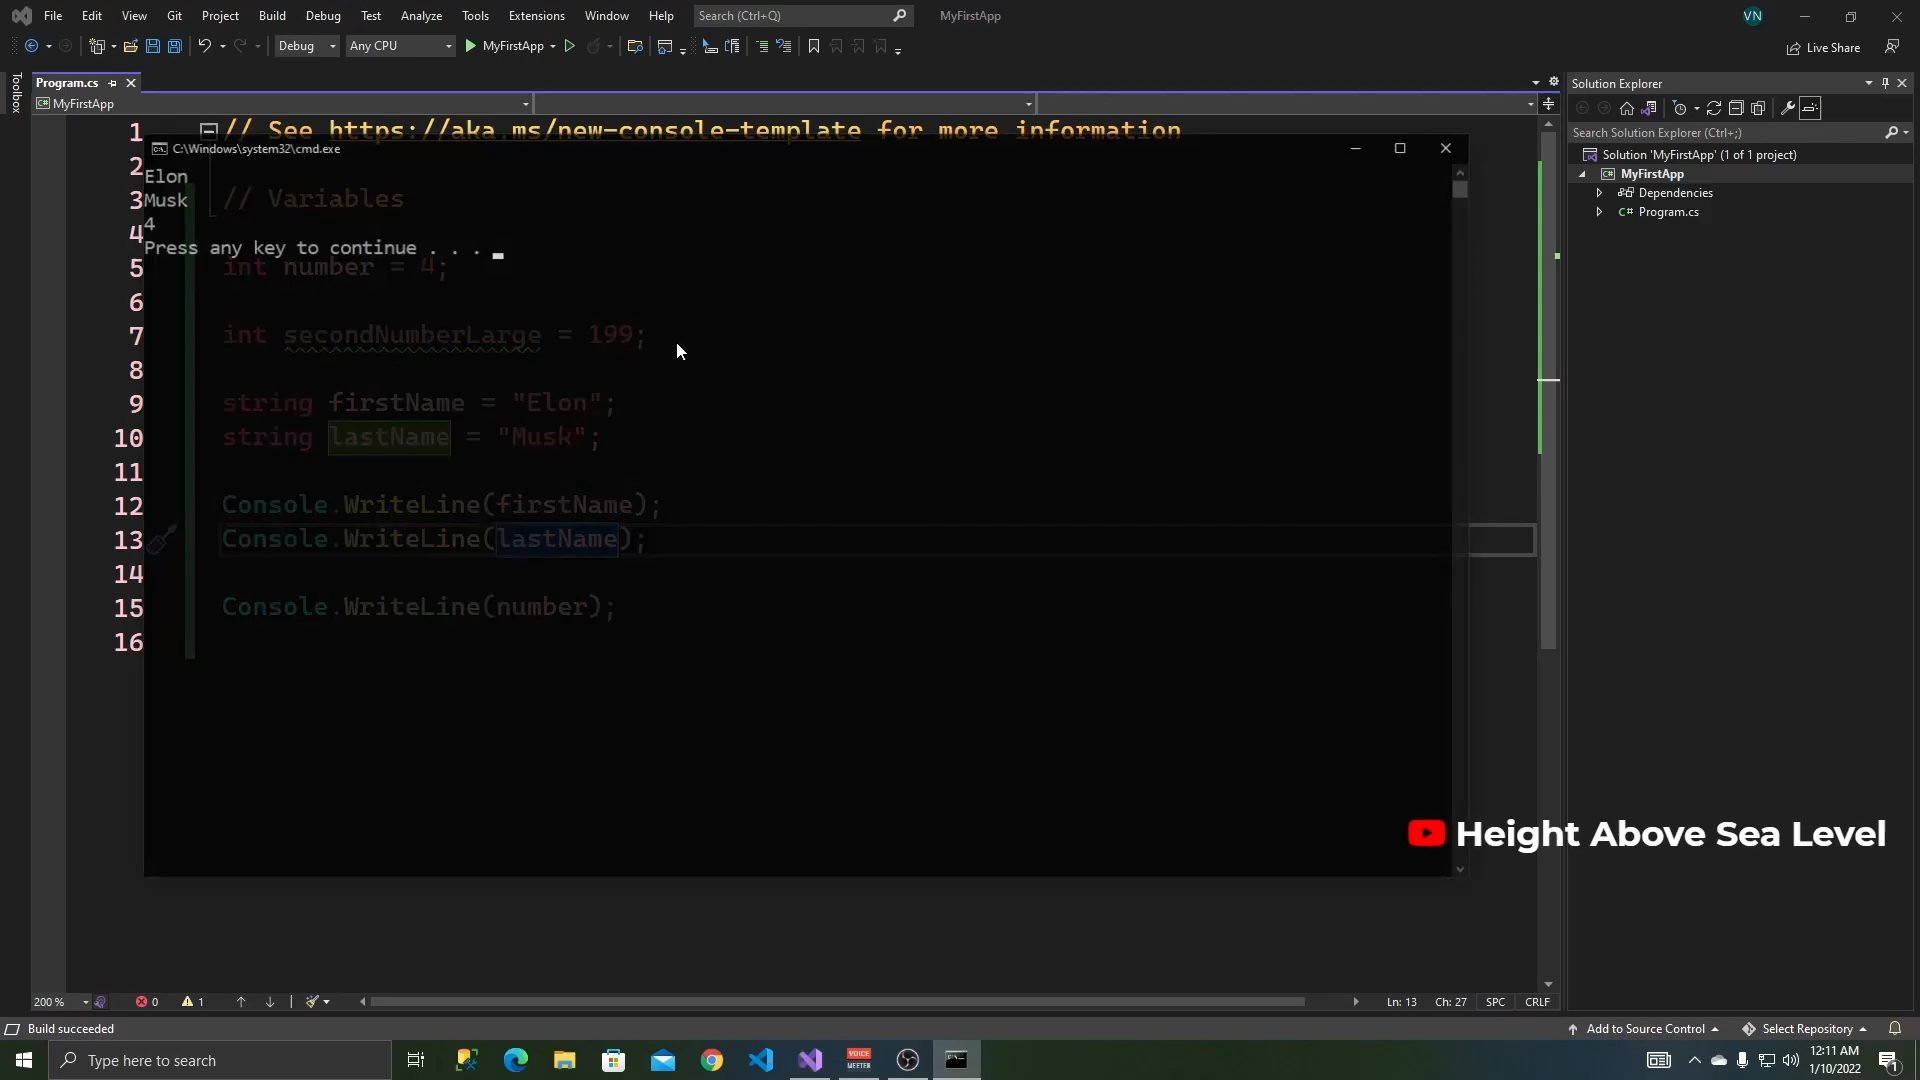 File Edit View Git Project Build Debug Test Analyze Tools Extensions Window Help Search (Ctrl+Q) MyFirstApp VN
Debug Any CPU MyFirstApp Live Share
Toolbox
Program.cs
MyFirstApp
1 // See https://aka.ms/new-console-template for more information
C:\Windows\system32\cmd.exe
2
Elon
3 // Variables
Musk
4
4
Press any key to continue . . .
5 int number = 4;
6
7 int secondNumberLarge = 199;
8
9 string firstName = "Elon";
10 string lastName = "Musk";
11
12 Console.WriteLine(firstName);
13 Console.WriteLine(lastName);
14
15 Console.WriteLine(number);
16
Solution Explorer
Search Solution Explorer (Ctrl+;)
Solution 'MyFirstApp' (1 of 1 project)
MyFirstApp
Dependencies
C# Program.cs
Height Above Sea Level
200 % 0 1 Ln: 13 Ch: 27 SPC CRLF
Build succeeded Add to Source Control Select Repository
Type here to search
VOICE
MEETER
12:11 AM
1/10/2022
1